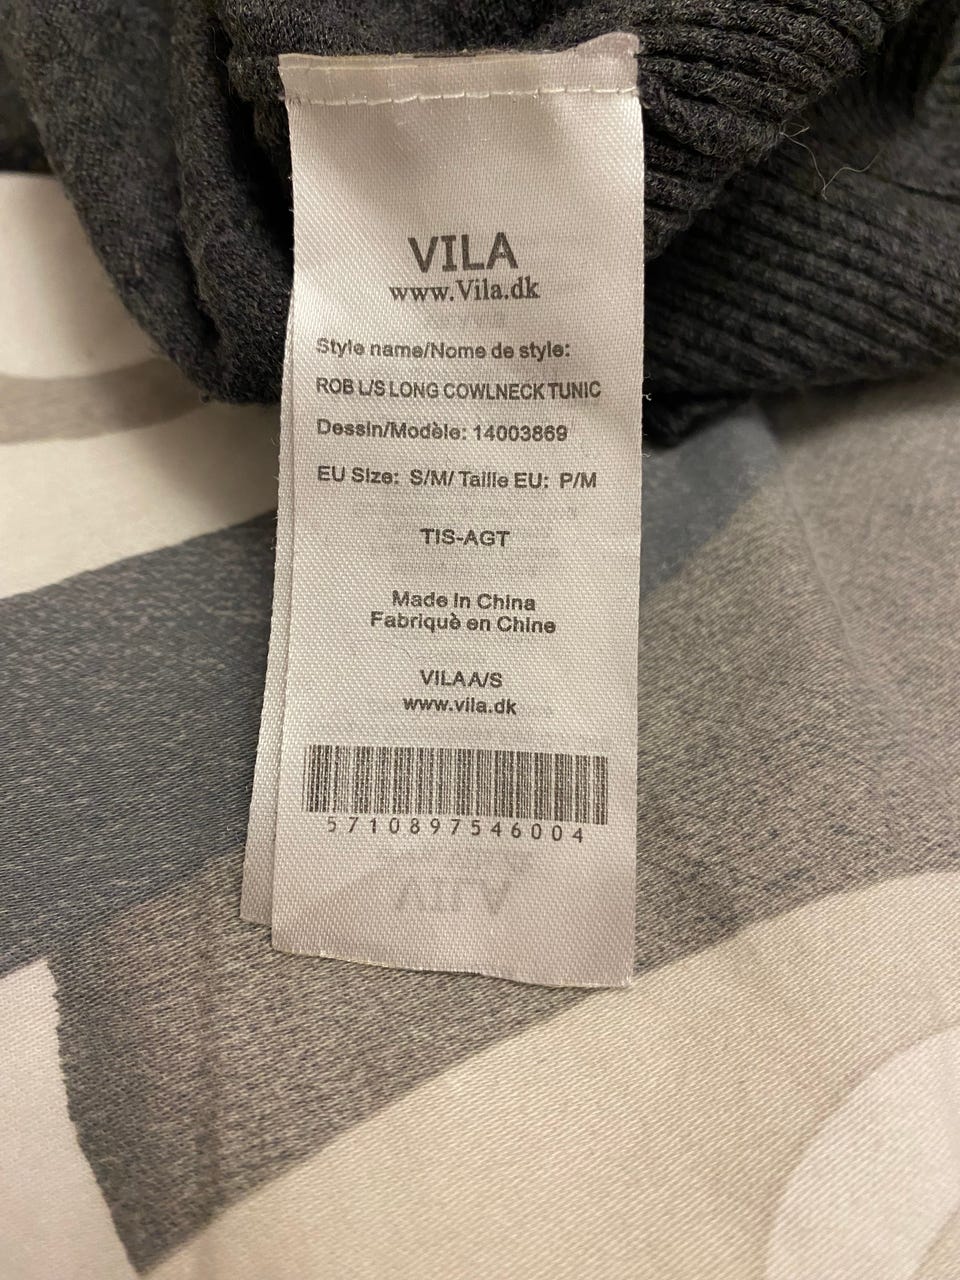 VILA
www.Vila.dk
Style name/Nome de style:
ROB L/S LONG COWLNECK TUNIC
Dessin/Modèle: 14003869
EU Size: S/M/ Taille EU: P/M
TIS-AGT
Made in China
Fabriquè en Chine
VILA A/S
www.vila.dk
5710897546004
VILA